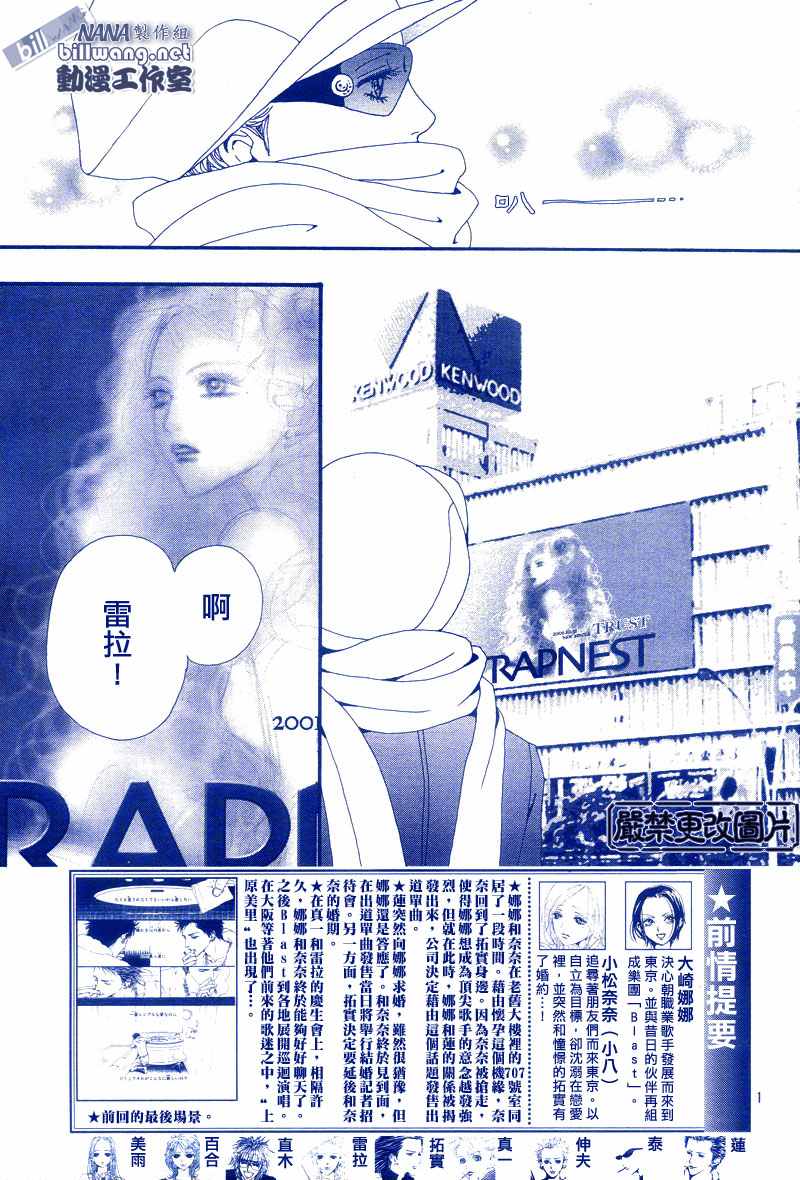 bill wang
NANA製作組
billwang.net
動漫工作室
叭
KENWOOD
KENWOOD
TRUST
RAPNEST
營業中
啊
雷拉！
2001
RAPN
嚴禁更改圖片
★前情提要
大崎娜娜
決心朝職業歌手發展而來到
東京。並與昔日的伙伴再組
成樂團「Blast」。
小松奈奈（小八）
追尋著朋友們而來東京。以
自立為目標，卻沈溺在戀愛
裡，並突然和憧憬的拓實有
了婚約…！
★娜娜和奈奈在老舊大樓裡的707號室同
居了一段時間。藉由懷孕這個機緣，奈
奈回到了拓實身邊。因為奈奈被搶走，
使得娜娜想成為頂尖歌手的意念越發強
烈，但就在此時，娜娜和蓮的關係被揭
發出來，公司決定藉由這個話題發售出
道單曲。
★蓮突然向娜娜求婚，雖然很猶豫，但
娜娜還是答應了。和奈奈終於見到面，
在出道單曲發售當日將舉行結婚記者招
待會。另一方面，拓實決定要延後和奈
奈的婚期。
★在真一和雷拉的慶生會上，相隔許
久，娜娜和奈奈終於能夠好好聊天了。
之後Blast到各地展開巡迴演唱。
在大阪等著他們前來的歌迷之中，“上
原美里”也出現了…。
★前回的最後場景。
1
蓮
泰
伸夫
真一
拓實
雷拉
直木
百合
美雨